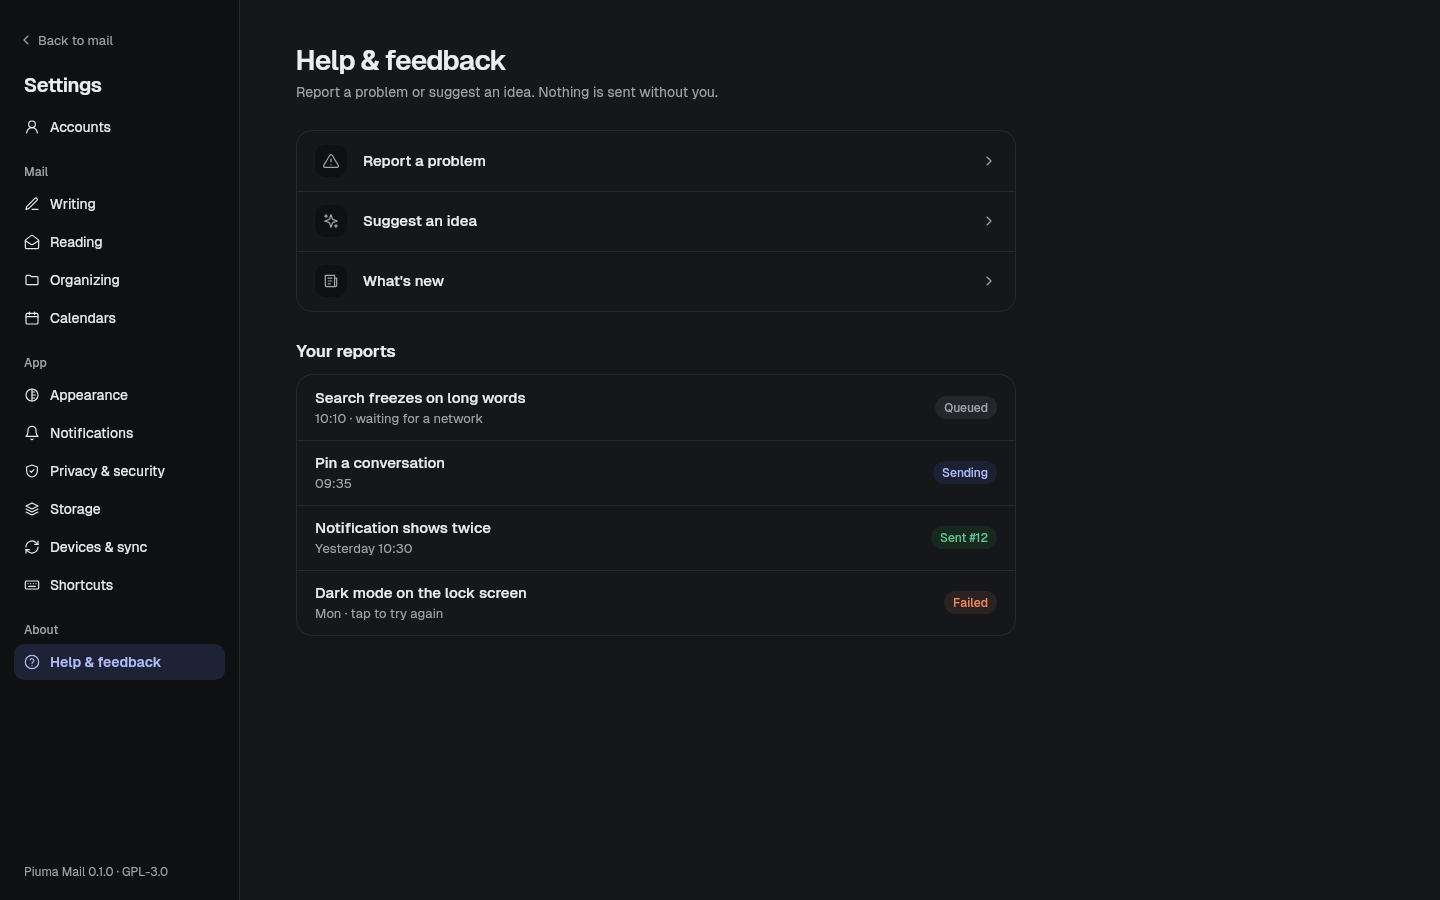 Back to mail
Settings
Accounts
Mail
Writing
Reading
Organizing
Calendars
App
Appearance
Notifications
Privacy & security
Storage
Devices & sync
Shortcuts
About
Help & feedback
Piuma Mail 0.1.0 · GPL-3.0
Help & feedback
Report a problem or suggest an idea. Nothing is sent without you.
Report a problem
Suggest an idea
What's new
Your reports
Search freezes on long words
10:10 · waiting for a network
Queued
Pin a conversation
09:35
Sending
Notification shows twice
Yesterday 10:30
Sent #12
Dark mode on the lock screen
Mon · tap to try again
Failed